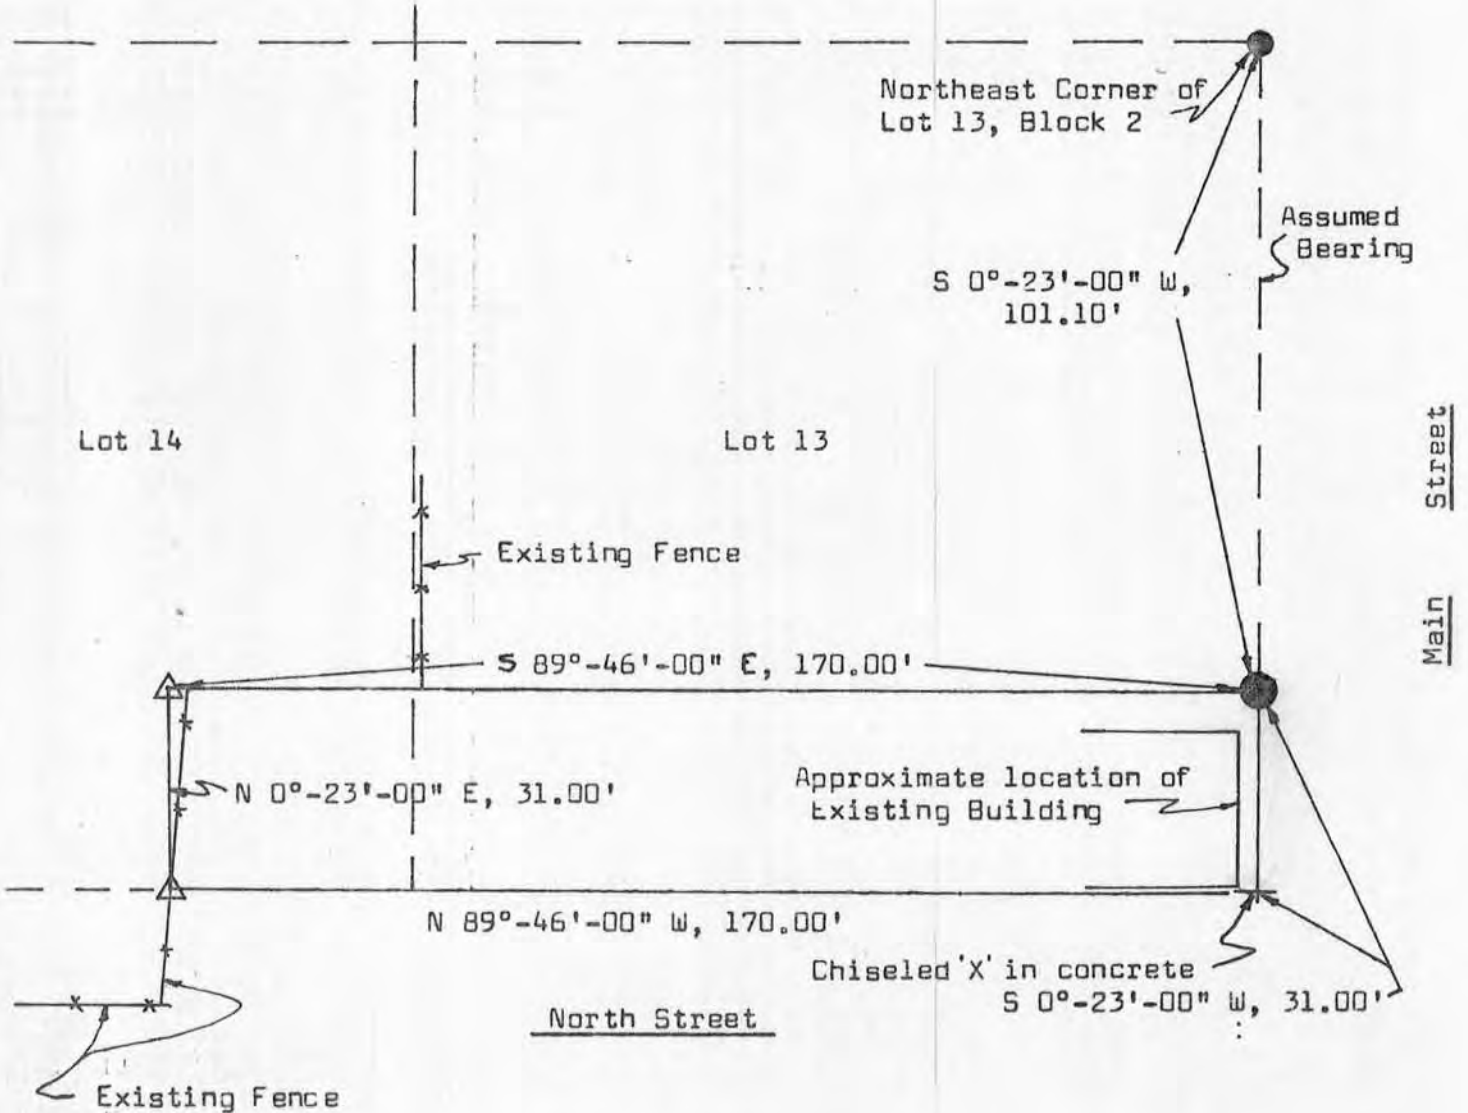 Northeast Corner of
Lot 13, Block 2
Assumed
Bearing
S 0°-23'-00" W,
101.10'
Lot 14
Lot 13
Main Street
Existing Fence
S 89°-46'-00" E, 170.00'
N 0°-23'-00" E, 31.00'
Approximate location of
Existing Building
N 89°-46'-00" W, 170.00'
Chiseled 'X' in concrete
S 0°-23'-00" W, 31.00'
North Street
Existing Fence